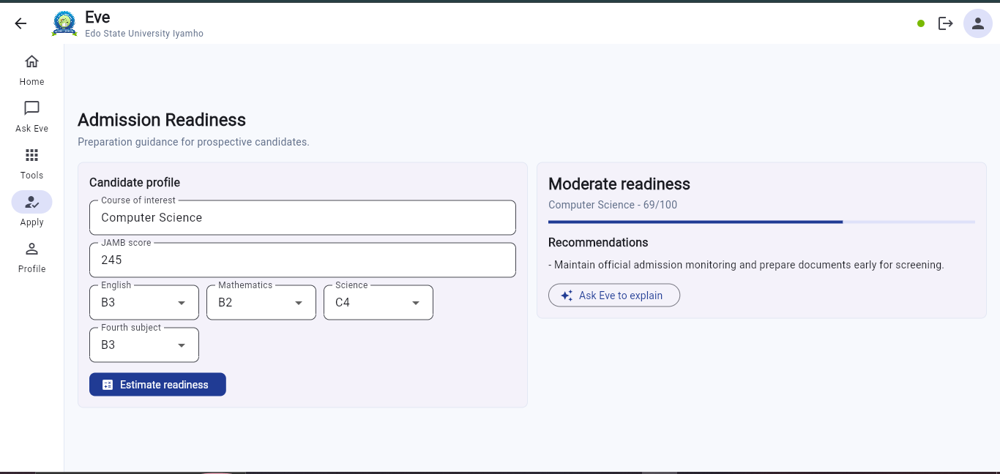 Eve
Edo State University Iyamho
Home
Ask Eve
Tools
Apply
Profile
Admission Readiness
Preparation guidance for prospective candidates.
Candidate profile
Course of interest
Computer Science
JAMB score
245
English
B3
Mathematics
B2
Science
C4
Fourth subject
B3
Estimate readiness
Moderate readiness
Computer Science - 69/100
Recommendations
- Maintain official admission monitoring and prepare documents early for screening.
Ask Eve to explain